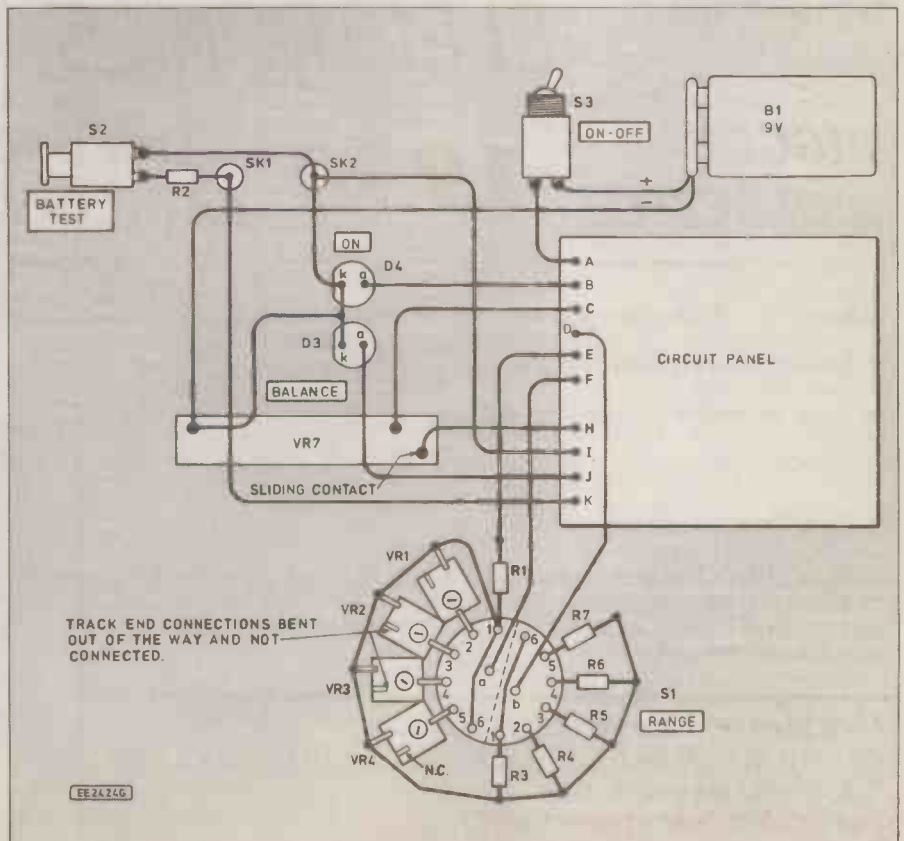 S2
BATTERY
TEST
R2
SK1
SK2
S3
ON-OFF
B1
9V
+
−
ON
k
a
D4
D3
a
k
BALANCE
VR7
SLIDING CONTACT
A
B
C
D
E
F
H
I
J
K
CIRCUIT PANEL
VR1
VR2
VR3
VR4
TRACK END CONNECTIONS BENT
OUT OF THE WAY AND NOT
CONNECTED.
N.C.
R1
1
2
3
4
5
6
a
b
6
5
4
3
2
1
R7
R6
R5
R4
R3
S1
RANGE
EE2424G